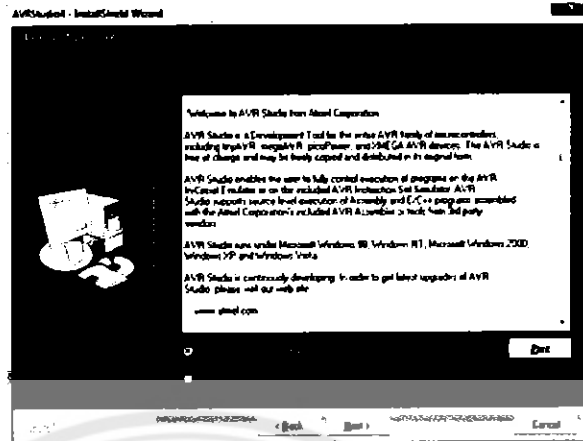 AVRStudio4 - InstallShield Wizard
Welcome to AVR Studio from Atmel Corporation
AVR Studio is a Development Tool for the entire AVR family of microcontrollers,
including tinyAVR, megaAVR, picoPower, and XMEGA AVR devices. The AVR Studio is
free of charge and may be freely copied and distributed in its original form.
AVR Studio enables the user to fully control execution of programs on the AVR
In-Circuit Emulator or on the included AVR Instruction Set Simulator. AVR
Studio supports source level execution of Assembly and C/C++ programs assembled
with the Atmel Corporation's included AVR Assembler or tools from 3rd party
vendors
AVR Studio runs under Microsoft Windows 98, Windows NT, Microsoft Windows 2000,
Windows XP and Windows Vista
AVR Studio is continuously developing. In order to get latest upgrades of AVR
Studio, please visit our web site
www.atmel.com
Print
< Back Next > Cancel